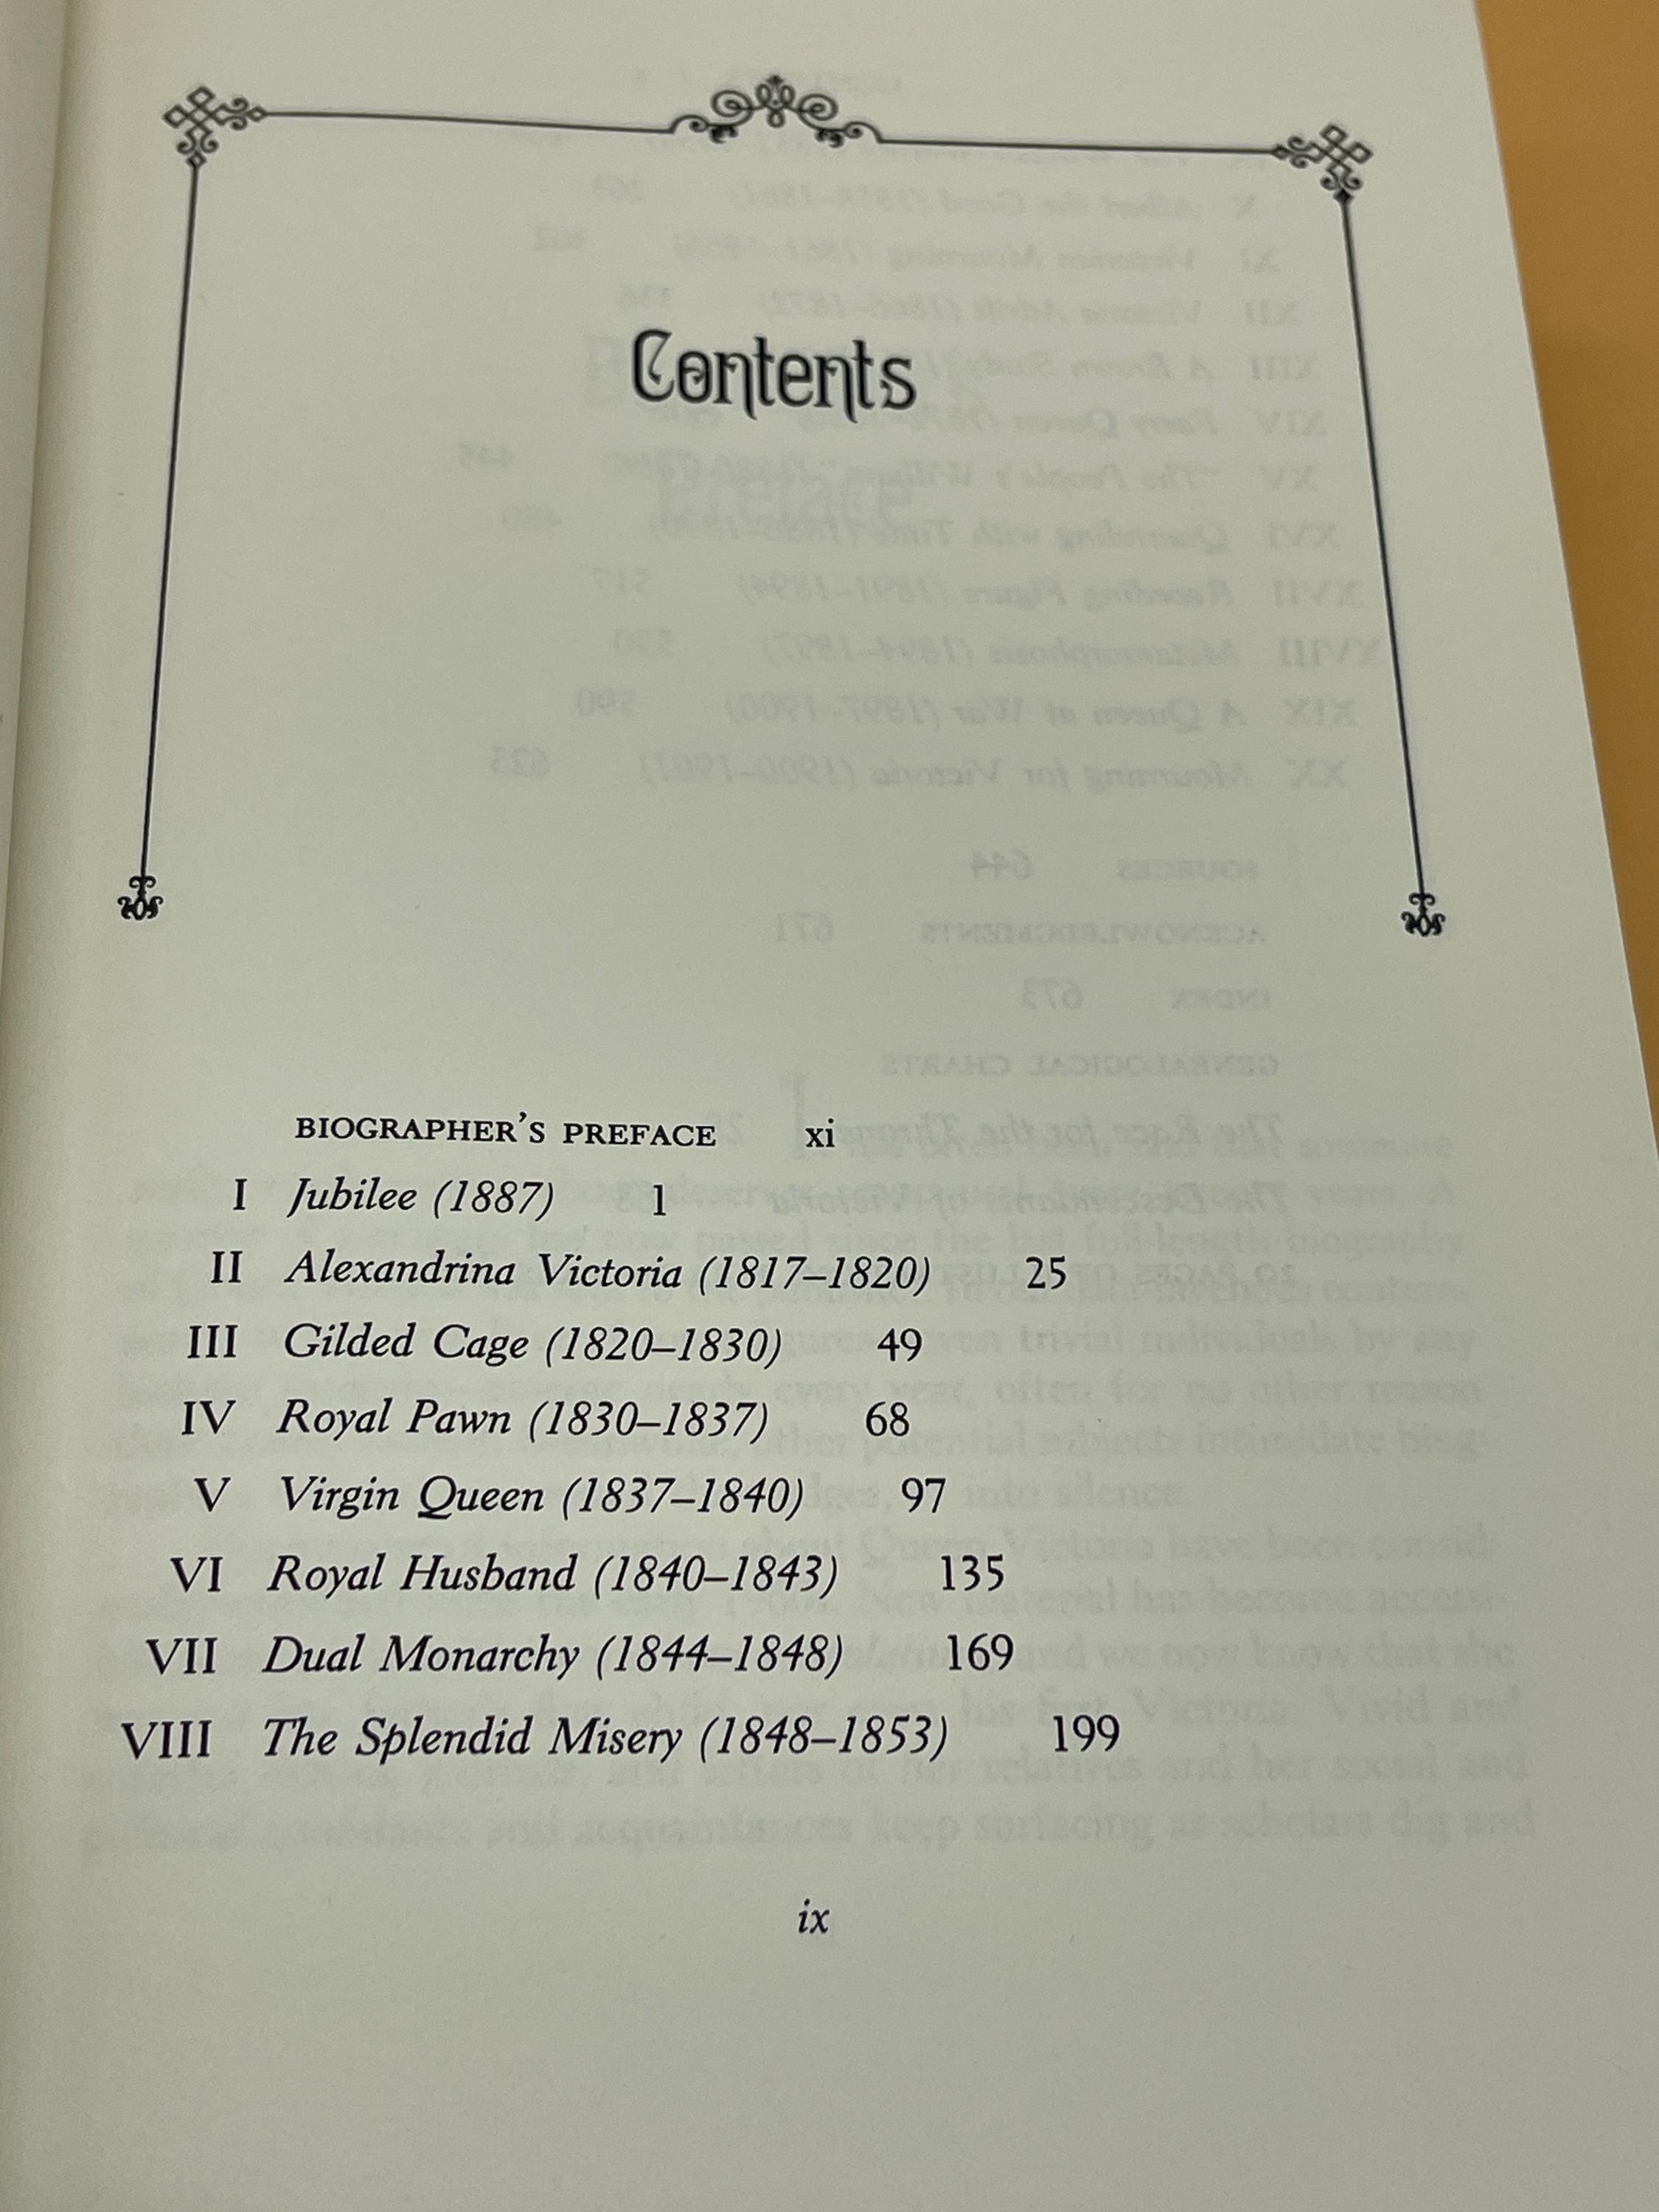 Contents
BIOGRAPHER'S PREFACE xi
I Jubilee (1887) 1
II Alexandrina Victoria (1817–1820) 25
III Gilded Cage (1820–1830) 49
IV Royal Pawn (1830–1837) 68
V Virgin Queen (1837–1840) 97
VI Royal Husband (1840–1843) 135
VII Dual Monarchy (1844–1848) 169
VIII The Splendid Misery (1848–1853) 199
ix